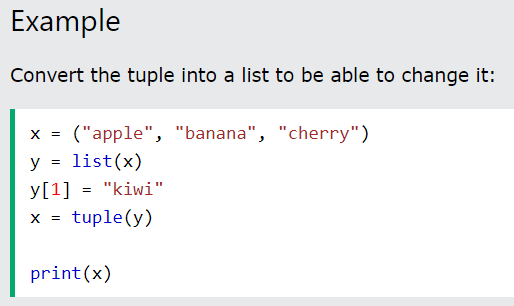 Example
Convert the tuple into a list to be able to change it:
x = ("apple", "banana", "cherry")
y = list(x)
y[1] = "kiwi"
x = tuple(y)
print(x)